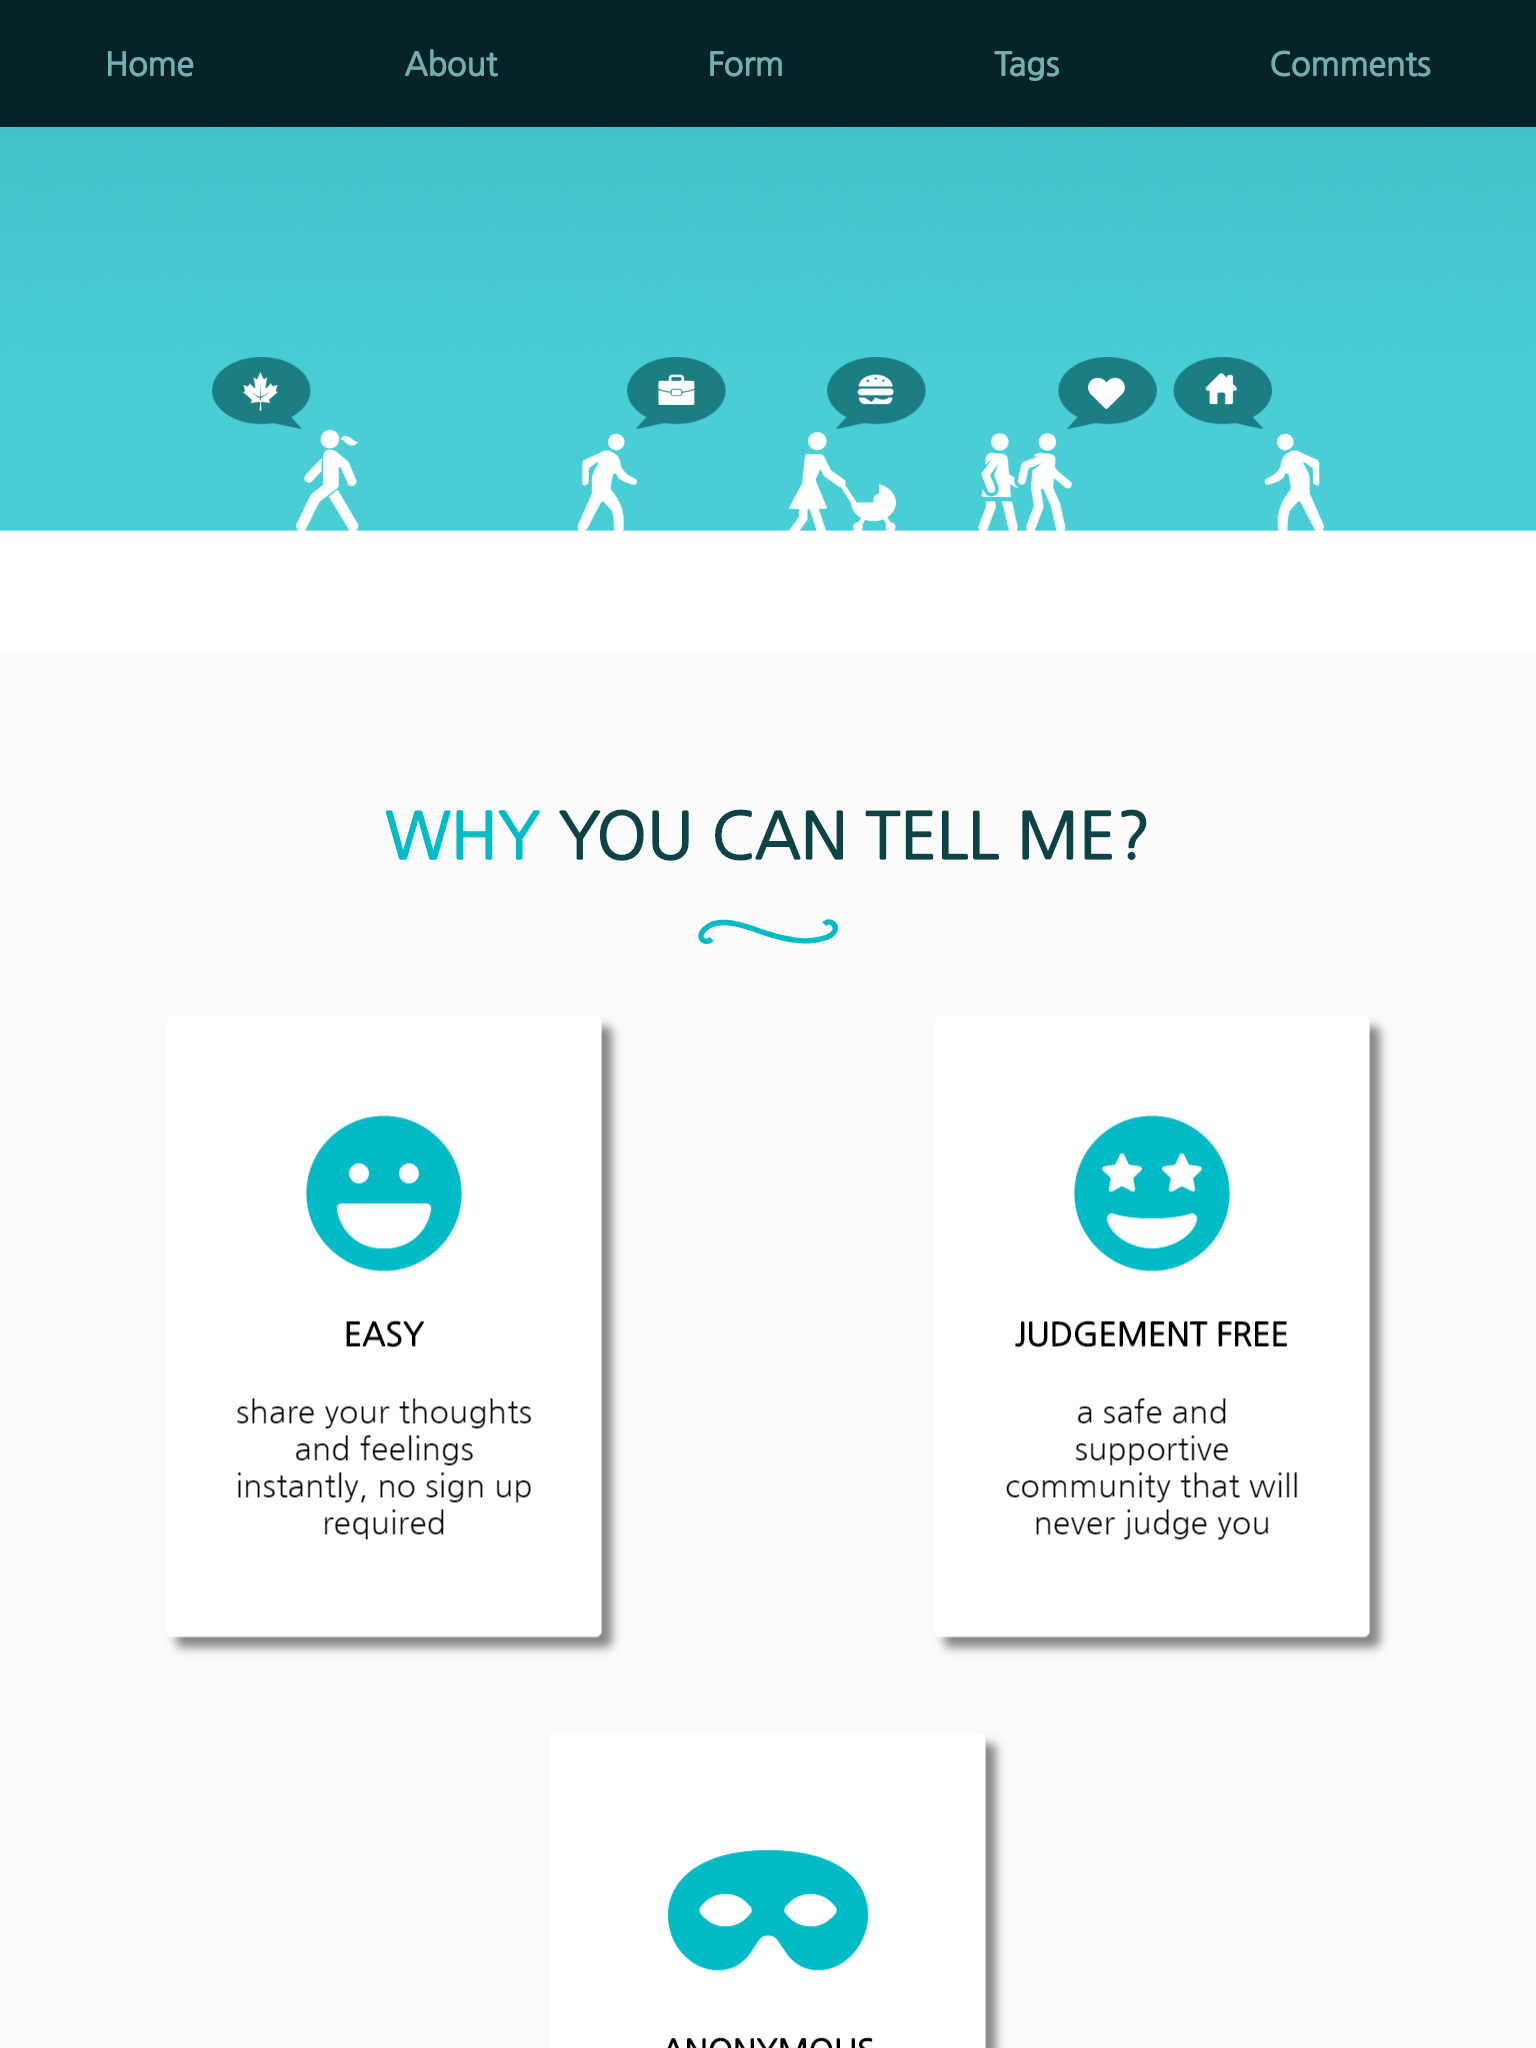 Home About Form Tags Comments
WHY YOU CAN TELL ME?
EASY
share your thoughts
and feelings
instantly, no sign up
required
JUDGEMENT FREE
a safe and
supportive
community that will
never judge you
ANONYMOUS